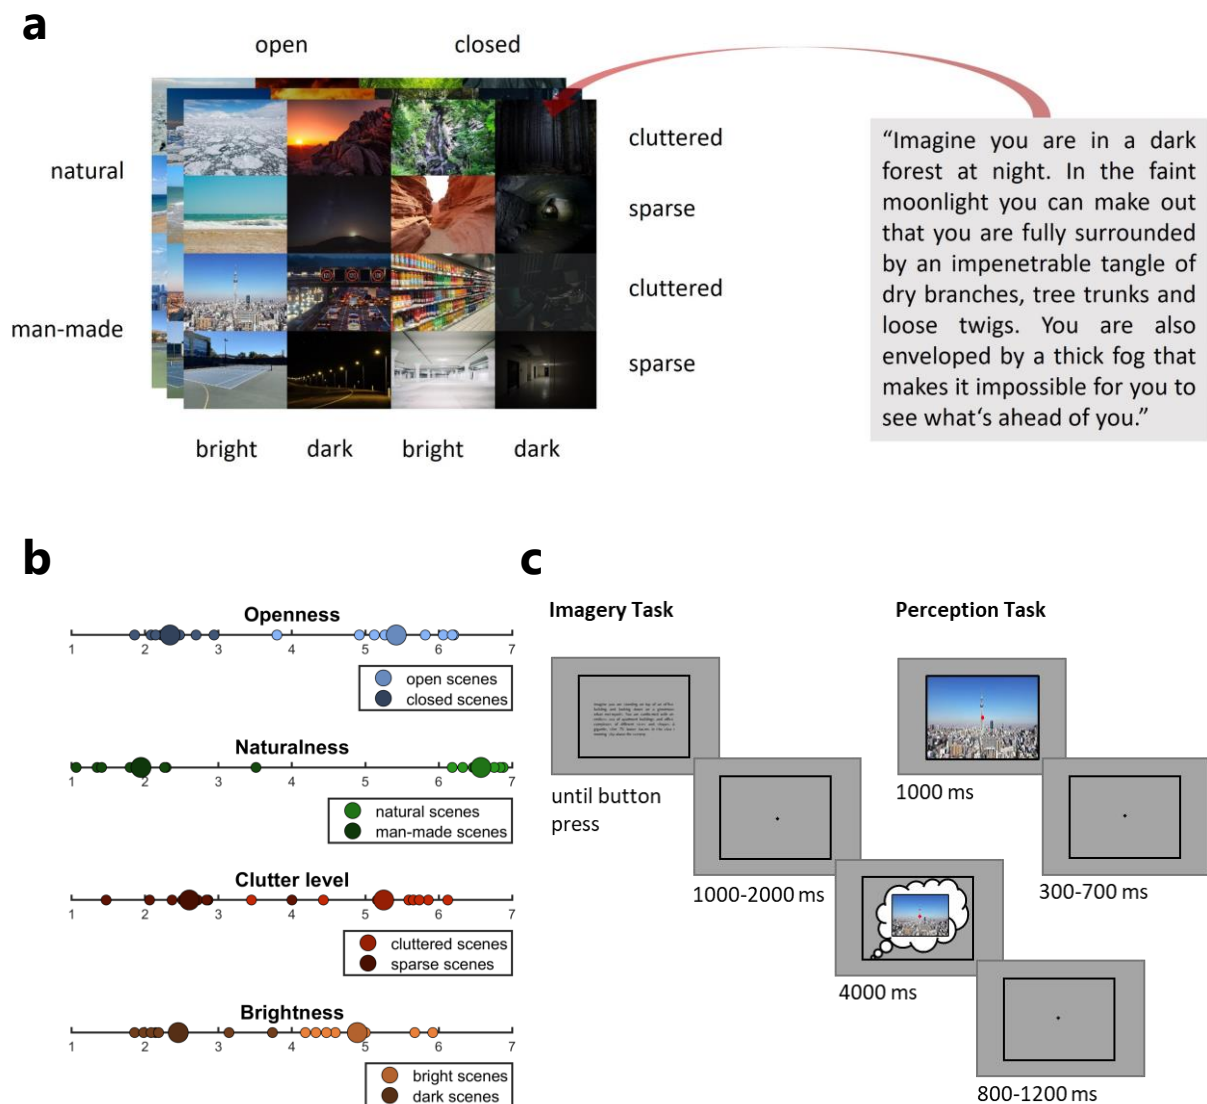 a
open closed
natural
man-made
cluttered
sparse
cluttered
sparse
bright dark bright dark
“Imagine you are in a dark
forest at night. In the faint
moonlight you can make out
that you are fully surrounded
by an impenetrable tangle of
dry branches, tree trunks and
loose twigs. You are also
enveloped by a thick fog that
makes it impossible for you to
see what‘s ahead of you.”
b
Openness
1 2 3 4 5 6 7
open scenes
closed scenes
Naturalness
1 2 3 4 5 6 7
natural scenes
man-made scenes
Clutter level
1 2 3 4 5 6 7
cluttered scenes
sparse scenes
Brightness
1 2 3 4 5 6 7
bright scenes
dark scenes
c
Imagery Task
until button
press
1000-2000 ms
4000 ms
800-1200 ms
Perception Task
1000 ms
300-700 ms